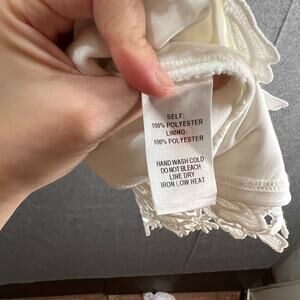 SELF:
100% POLYESTER
LINING:
100% POLYESTER
HAND WASH COLD
DO NOT BLEACH
LINE DRY
IRON LOW HEAT